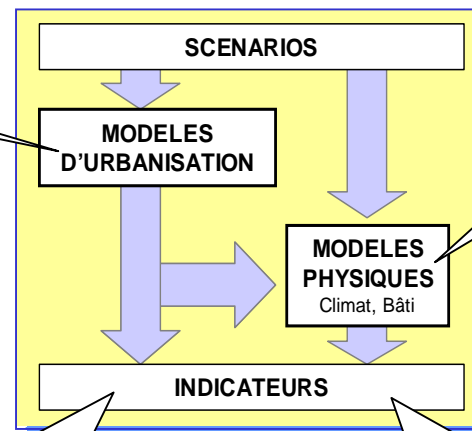 SCENARIOS
MODELES
D'URBANISATION
MODELES
PHYSIQUES
Climat, Bâti
INDICATEURS